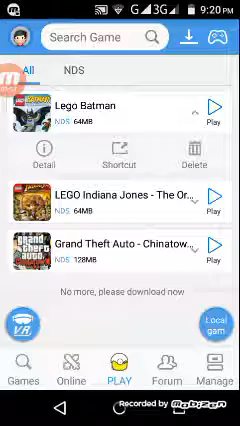 G 3G 9:20 PM
Search Game
All NDS
Lego Batman
NDS 64MB
Play
Detail Shortcut Delete
LEGO Indiana Jones - The Or...
NDS 64MB
Play
Grand Theft Auto - Chinatow...
NDS 128MB
Play
No more, please download now
VR
Local
gam
Games Online PLAY Forum Manage
Recorded by Mobizen